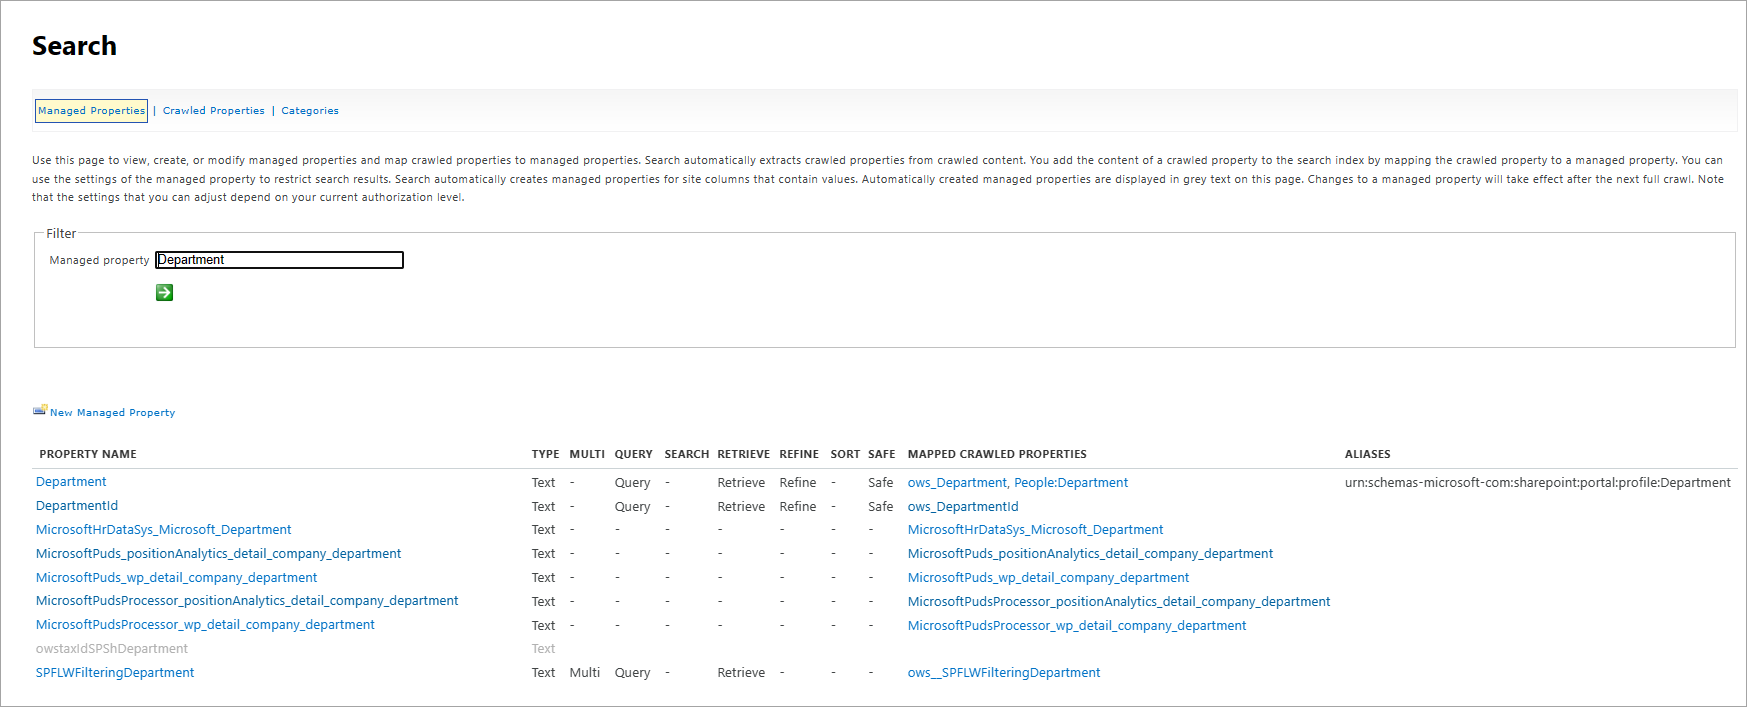 Search
Managed Properties | Crawled Properties | Categories
Use this page to view, create, or modify managed properties and map crawled properties to managed properties. Search automatically extracts crawled properties from crawled content. You add the content of a crawled property to the search index by mapping the crawled property to a managed property. You can
use the settings of the managed property to restrict search results. Search automatically creates managed properties for site columns that contain values. Automatically created managed properties are displayed in grey text on this page. Changes to a managed property will take effect after the next full crawl. Note
that the settings that you can adjust depend on your current authorization level.
Filter
Managed property Department
New Managed Property
PROPERTY NAME TYPE MULTI QUERY SEARCH RETRIEVE REFINE SORT SAFE MAPPED CRAWLED PROPERTIES ALIASES
Department Text - Query - Retrieve Refine - Safe ows_Department, People:Department urn:schemas-microsoft-com:sharepoint:portal:profile:Department
DepartmentId Text - Query - Retrieve Refine - Safe ows_DepartmentId
MicrosoftHrDataSys_Microsoft_Department Text - - - - - - - MicrosoftHrDataSys_Microsoft_Department
MicrosoftPuds_positionAnalytics_detail_company_department Text - - - - - - - MicrosoftPuds_positionAnalytics_detail_company_department
MicrosoftPuds_wp_detail_company_department Text - - - - - - - MicrosoftPuds_wp_detail_company_department
MicrosoftPudsProcessor_positionAnalytics_detail_company_department Text - - - - - - - MicrosoftPudsProcessor_positionAnalytics_detail_company_department
MicrosoftPudsProcessor_wp_detail_company_department Text - - - - - - - MicrosoftPudsProcessor_wp_detail_company_department
owstaxIdSPShDepartment Text
SPFLWFilteringDepartment Text Multi Query - Retrieve - - - ows__SPFLWFilteringDepartment